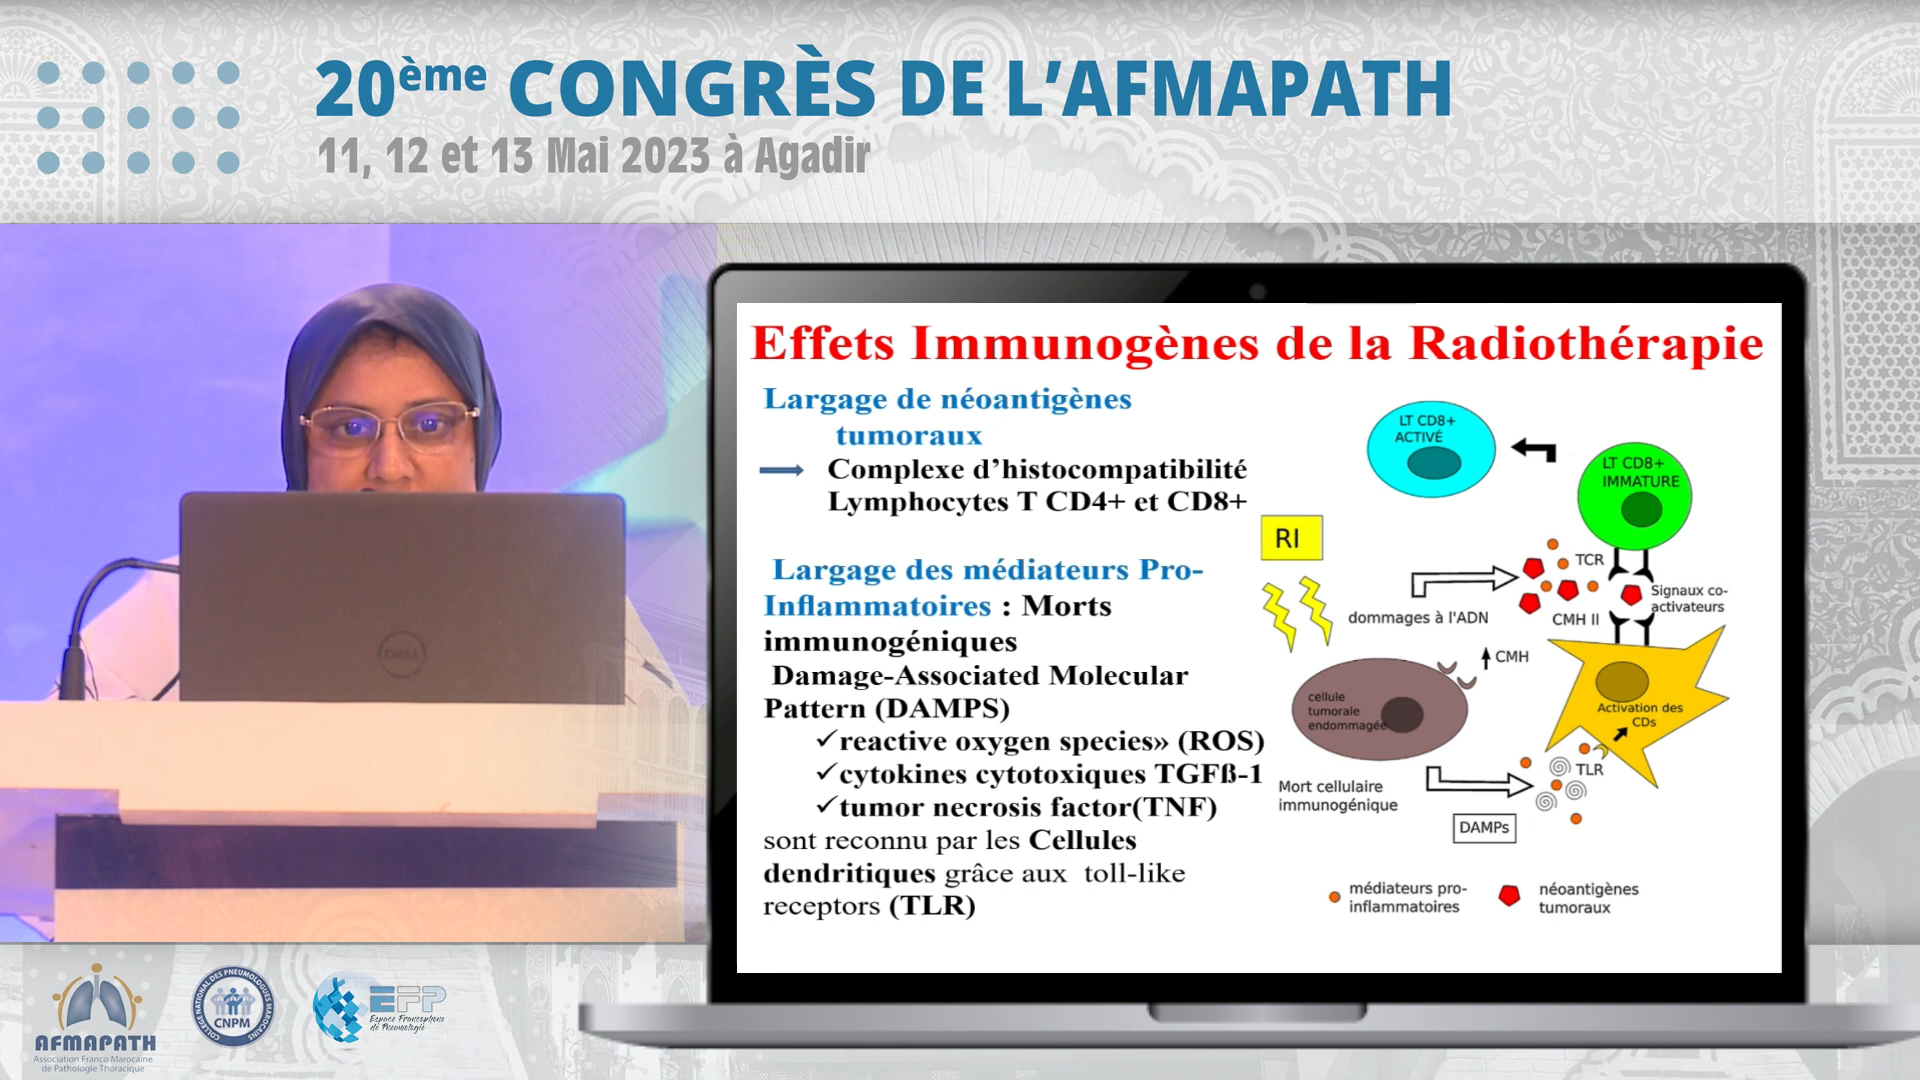 20ème CONGRÈS DE L'AFMAPATH
11, 12 et 13 Mai 2023 à Agadir
Effets Immunogènes de la Radiothérapie
Largage de néoantigènes
tumoraux
Complexe d'histocompatibilité
Lymphocytes T CD4+ et CD8+
Largage des médiateurs Pro-
Inflammatoires : Morts
immunogéniques
Damage-Associated Molecular
Pattern (DAMPS)
✓reactive oxygen species» (ROS)
✓cytokines cytotoxiques TGFß-1
✓tumor necrosis factor(TNF)
sont reconnu par les Cellules
dendritiques grâce aux toll-like
receptors (TLR)
LT CD8+
ACTIVÉ
LT CD8+
IMMATURE
RI
TCR
Signaux co-
activateurs
dommages à l'ADN
CMH II
CMH
cellule
tumorale
endommagée
Activation des
CDs
TLR
Mort cellulaire
immunogénique
DAMPs
médiateurs pro-
inflammatoires
néoantigènes
tumoraux
DELL
AFMAPATH
Association Franco Marocaine
de Pathologie Thoracique
COLLÈGE NATIONAL DES PNEUMOLOGUES MAROCAINS
CNPM
EFP
Espace Francophone
de Pneumologie